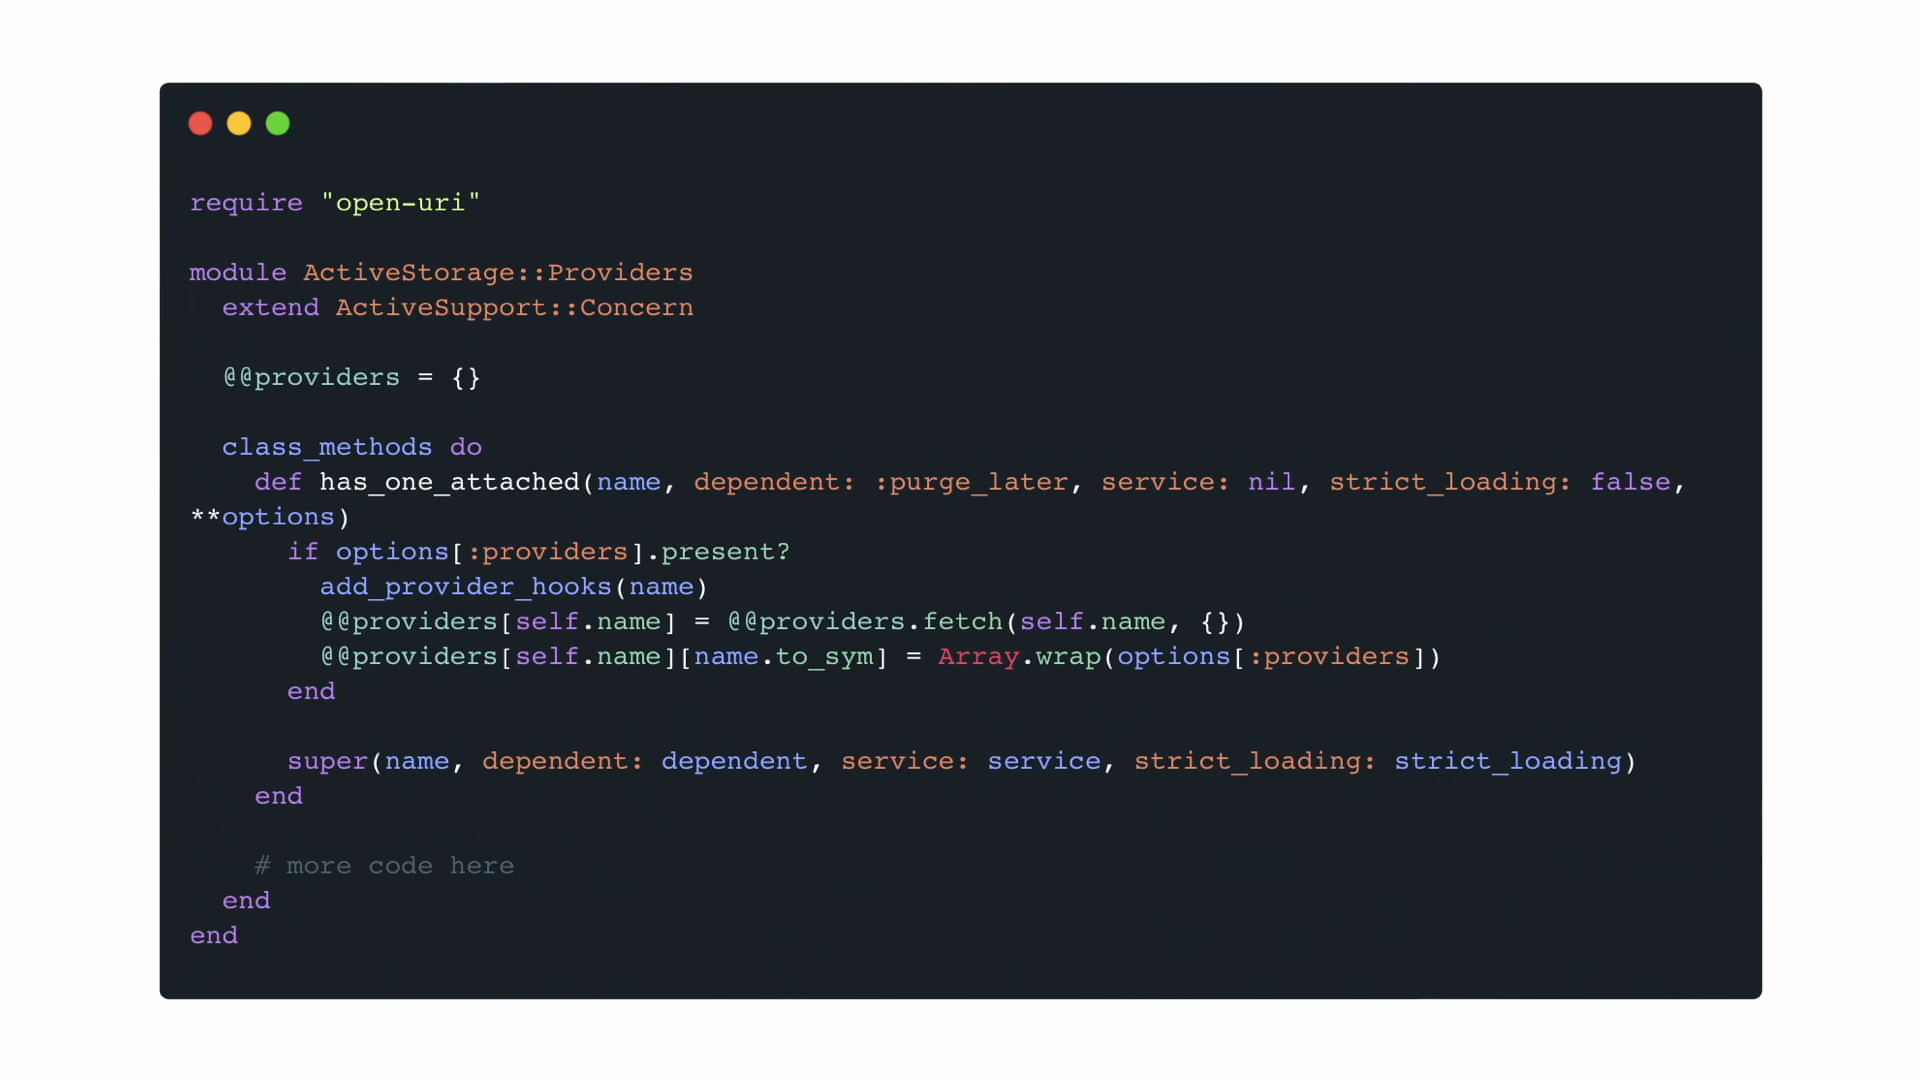 require "open-uri"
module ActiveStorage::Providers
extend ActiveSupport::Concern
@@providers = {}
class_methods do
def has_one_attached(name, dependent: :purge_later, service: nil, strict_loading: false,
**options)
if options[:providers].present?
add_provider_hooks(name)
@@providers[self.name] = @@providers.fetch(self.name, {})
@@providers[self.name][name.to_sym] = Array.wrap(options[:providers])
end
super(name, dependent: dependent, service: service, strict_loading: strict_loading)
end
# more code here
end
end